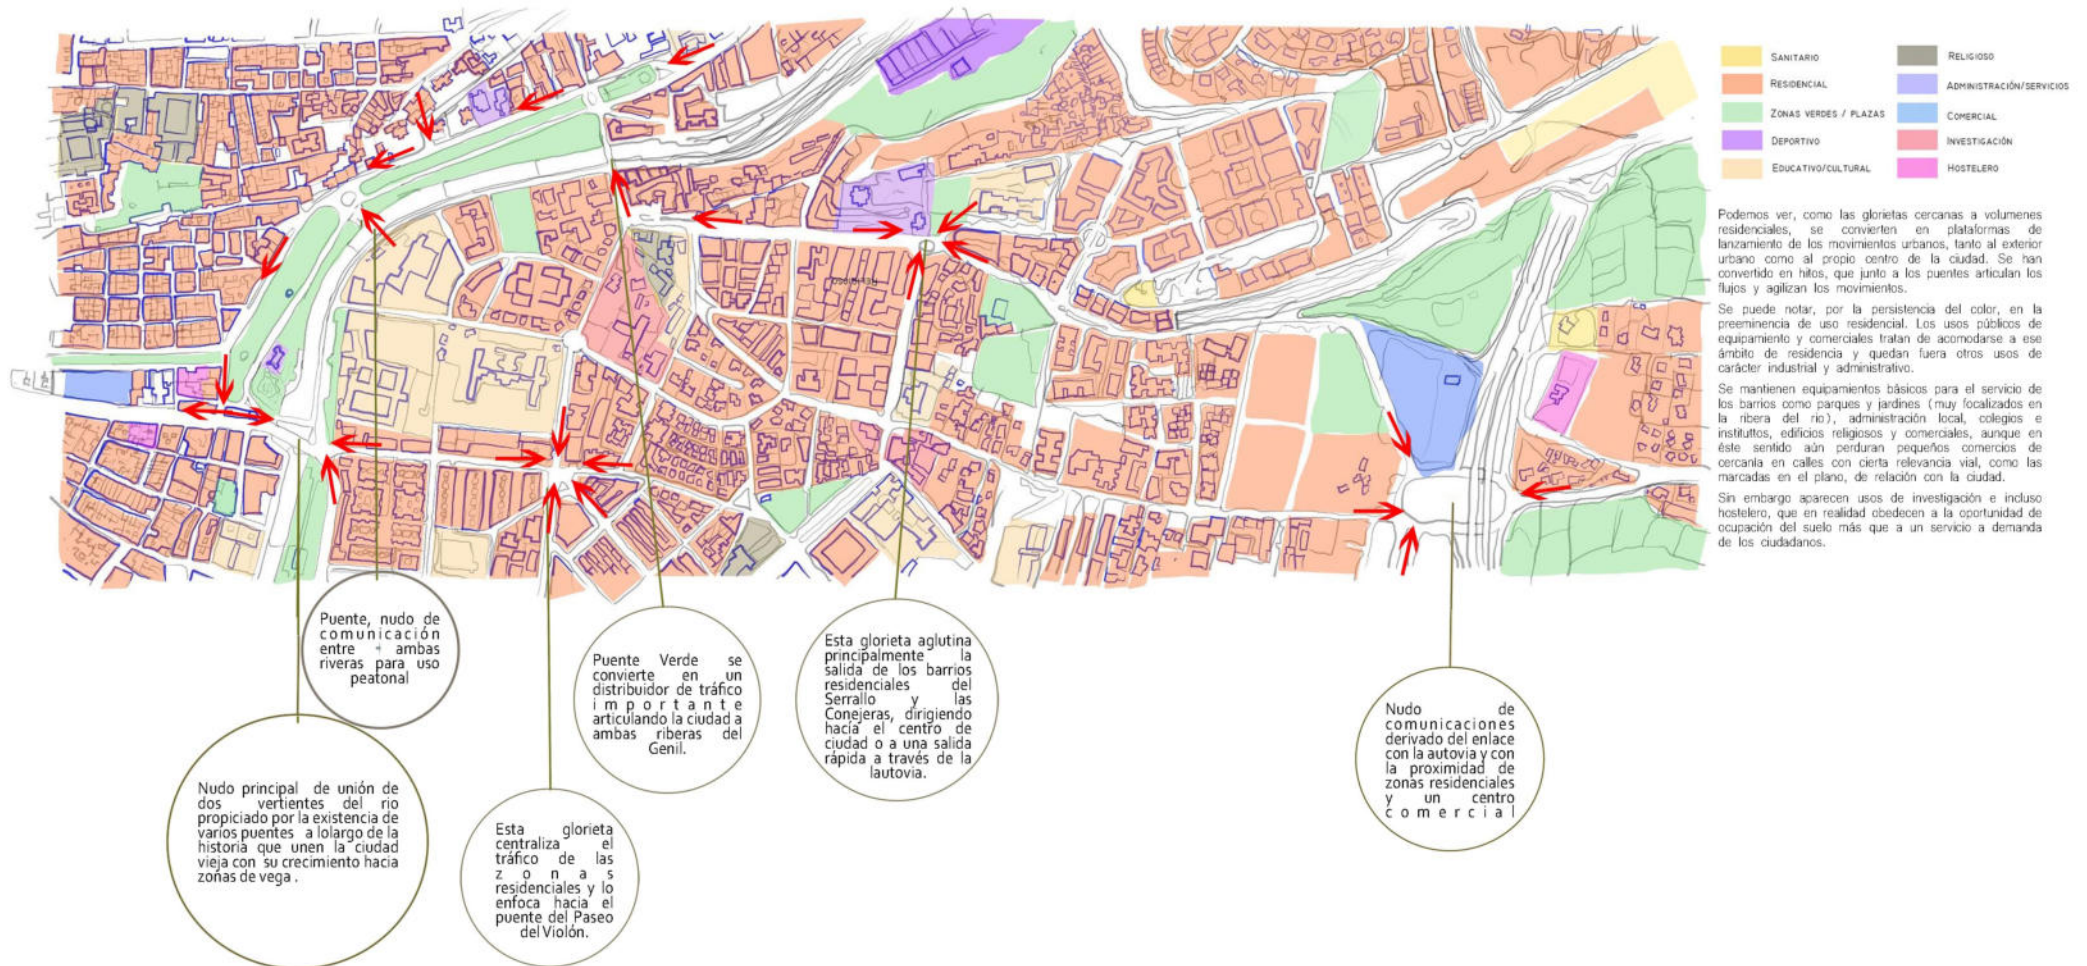 SANITARIO
RESIDENCIAL
ZONAS VERDES / PLAZAS
DEPORTIVO
EDUCATIVO/CULTURAL
RELIGIOSO
ADMINISTRACIÓN/SERVICIOS
COMERCIAL
INVESTIGACIÓN
HOSTELERO
Podemos ver, como las glorietas cercanas a volumenes
residenciales, se convierten en plataformas de
lanzamiento de los movimientos urbanos, tanto al exterior
urbano como al propio centro de la ciudad. Se han
convertido en hitos, que junto a los puentes articulan los
flujos y agilizan los movimientos.
Se puede notar, por la persistencia del color, en la
preeminencia de uso residencial. Los usos públicos de
equipamiento y comerciales tratan de acomodarse a ese
ámbito de residencia y quedan fuera otros usos de
carácter industrial y administrativo.
Se mantienen equipamientos básicos para el servicio de
los barrios como parques y jardines (muy focalizados en
la ribera del rio), administración local, colegios e
institutos, edificios religiosos y comerciales, aunque en
éste sentido aún perduran pequeños comercios de
cercanía en calles con cierta relevancia vial, como las
marcadas en el plano, de relación con la ciudad.
Sin embargo aparecen usos de investigación e incluso
hostelero, que en realidad obedecen a la oportunidad de
ocupación del suelo más que a un servicio a demanda
de los ciudadanos.
Puente, nudo de
comunicación
entre ambas
riveras para uso
peatonal
Nudo principal de unión de
dos vertientes del rio
propiciado por la existencia de
varios puentes a lolargo de la
historia que unen la ciudad
vieja con su crecimiento hacia
zonas de vega .
Esta glorieta
centraliza el
tráfico de las
zonas
residenciales y lo
enfoca hacia el
puente del Paseo
del Violón.
Puente Verde se
convierte en un
distribuidor de tráfico
importante
articulando la ciudad a
ambas riberas del
Genil.
Esta glorieta aglutina
principalmente la
salida de los barrios
residenciales del
Serrallo y las
Conejeras, dirigiendo
hacía el centro de
ciudad o a una salida
rápida a través de la
lautovia.
Nudo de
comunicaciones
derivado del enlace
con la autovia y con
la proximidad de
zonas residenciales
y un centro
comercial